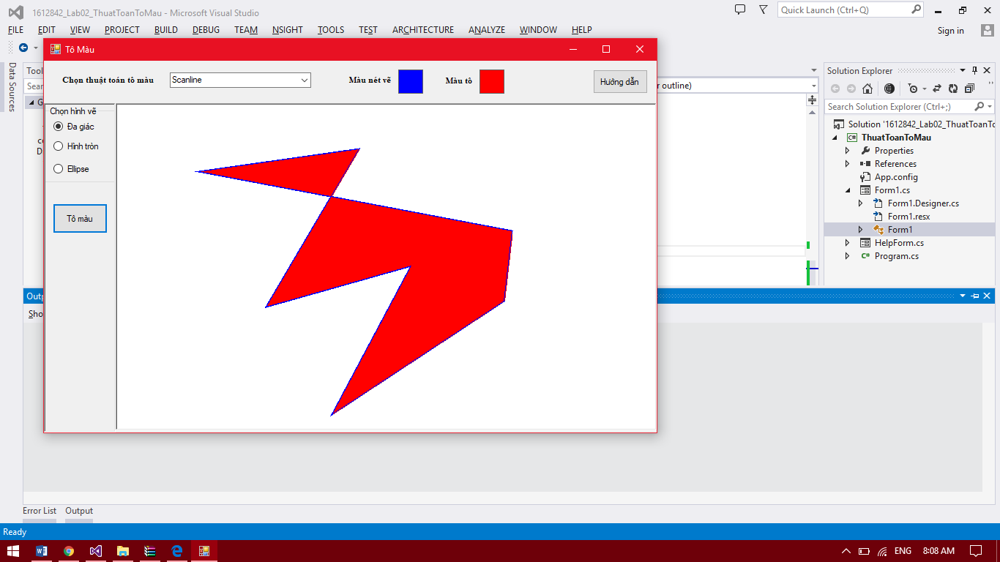 1612842_Lab02_ThuatToanToMau - Microsoft Visual Studio
Quick Launch (Ctrl+Q)
FILE EDIT VIEW PROJECT BUILD DEBUG TEAM NSIGHT TOOLS TEST ARCHITECTURE ANALYZE WINDOW HELP
Sign in
Tô Màu
Data Sources
Tool
Sear
G
Chọn thuật toán tô màu
Scanline
Màu nét vẽ
Màu tô
Hướng dẫn
r outline)
Chọn hình vẽ
Đa giác
Hình tròn
Ellipse
Tô màu
Solution Explorer
Search Solution Explorer (Ctrl+;)
Solution '1612842_Lab02_ThuatToanTo
ThuatToanToMau
Properties
References
App.config
Form1.cs
Form1.Designer.cs
Form1.resx
Form1
HelpForm.cs
Program.cs
Outp
Sho
Error List Output
Ready
ENG 8:08 AM